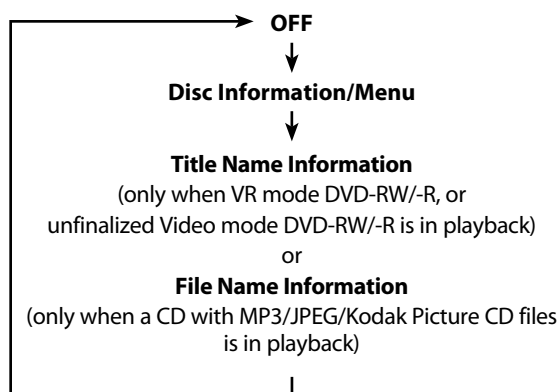 OFF
Disc Information/Menu
Title Name Information
(only when VR mode DVD-RW/-R, or
unfinalized Video mode DVD-RW/-R is in playback)
or
File Name Information
(only when a CD with MP3/JPEG/Kodak Picture CD files
is in playback)